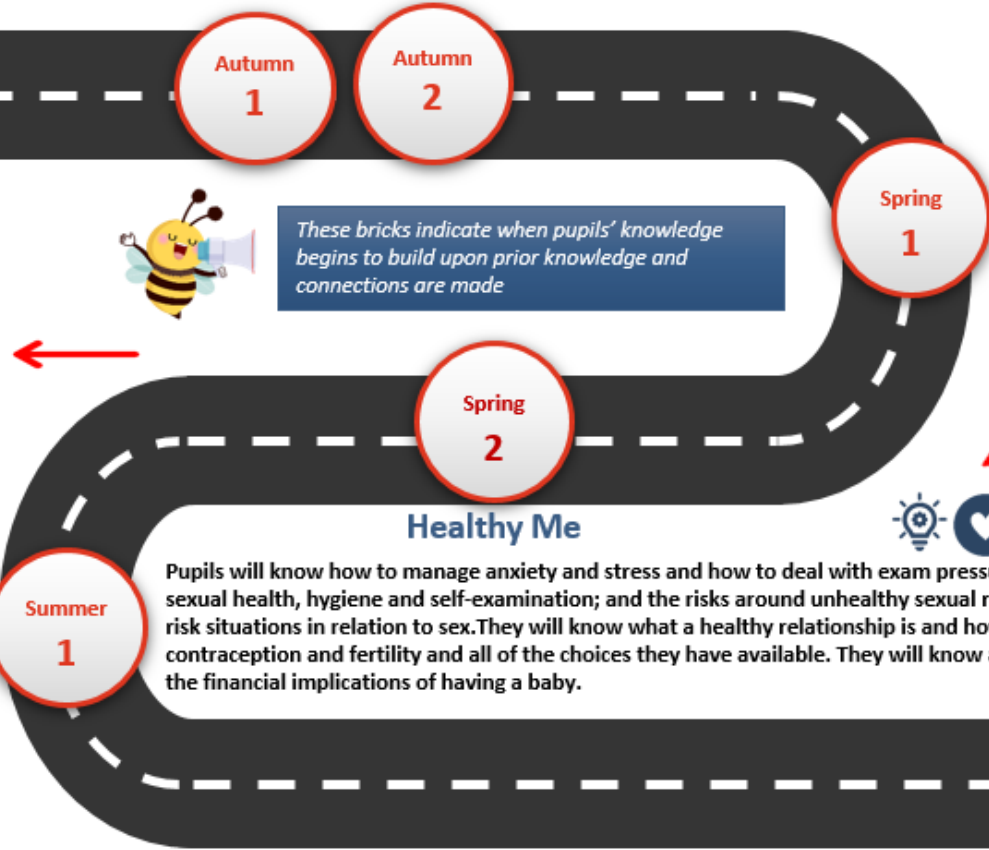 Autumn
1
Autumn
2
Spring
1
These bricks indicate when pupils’ knowledge
begins to build upon prior knowledge and
connections are made
Spring
2
Healthy Me
Pupils will know how to manage anxiety and stress and how to deal with exam
sexual health, hygiene and self-examination; and the risks around unhealthy sexual
risk situations in relation to sex.They will know what a healthy relationship is and
contraception and fertility and all of the choices they have available. They will know
the financial implications of having a baby.
Summer
1